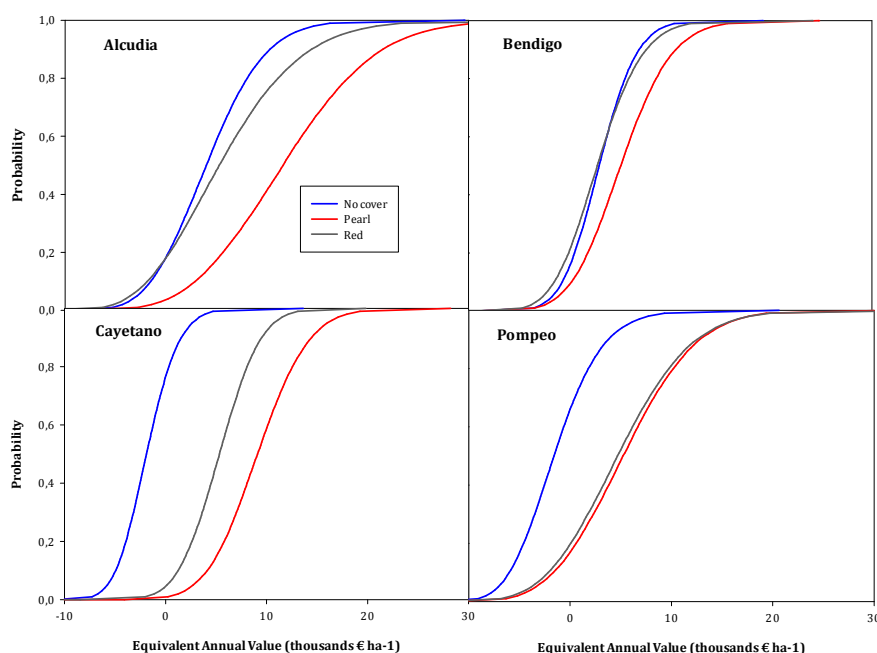 Alcudia
Bendigo
1,0
0,8
0,6
0,4
0,2
0,0
Probability
No cover
Pearl
Red
Cayetano
Pompeo
0,8
0,6
0,4
0,2
0,0
Probability
-10 0 10 20 30 0 10 20 30
Equivalent Annual Value (thousands € ha-1) Equivalent Annual Value (thousands € ha-1)